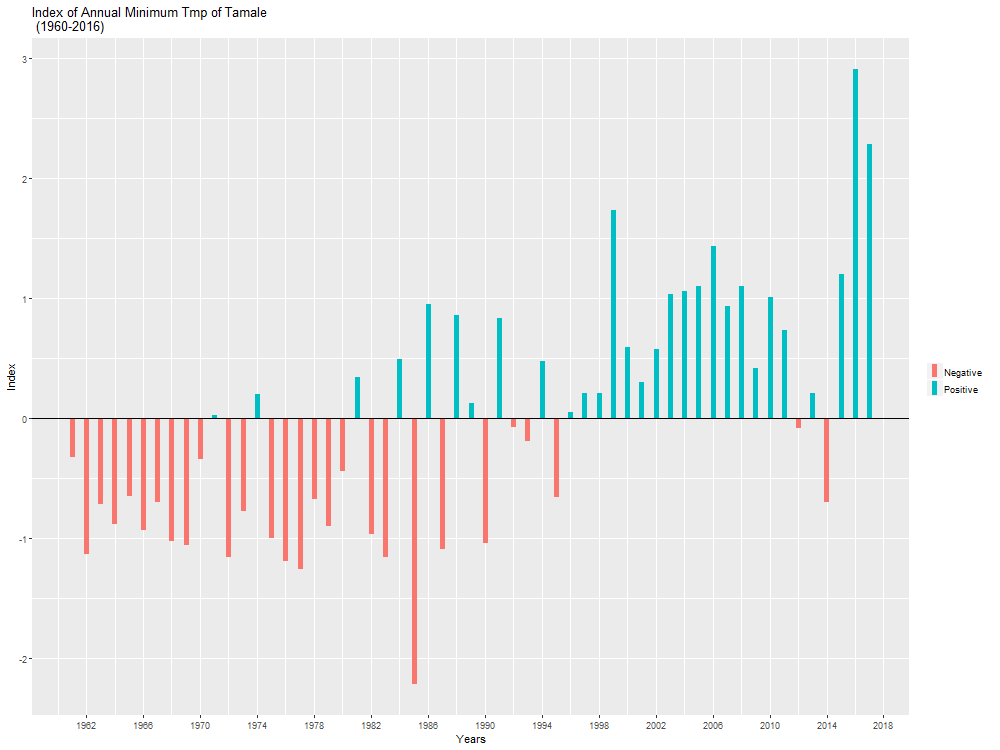 Index of Annual Minimum Tmp of Tamale
(1960-2016)
3
2
1
0
-1
-2
Index
1962 1966 1970 1974 1978 1982 1986 1990 1994 1998 2002 2006 2010 2014 2018
Years
Negative
Positive